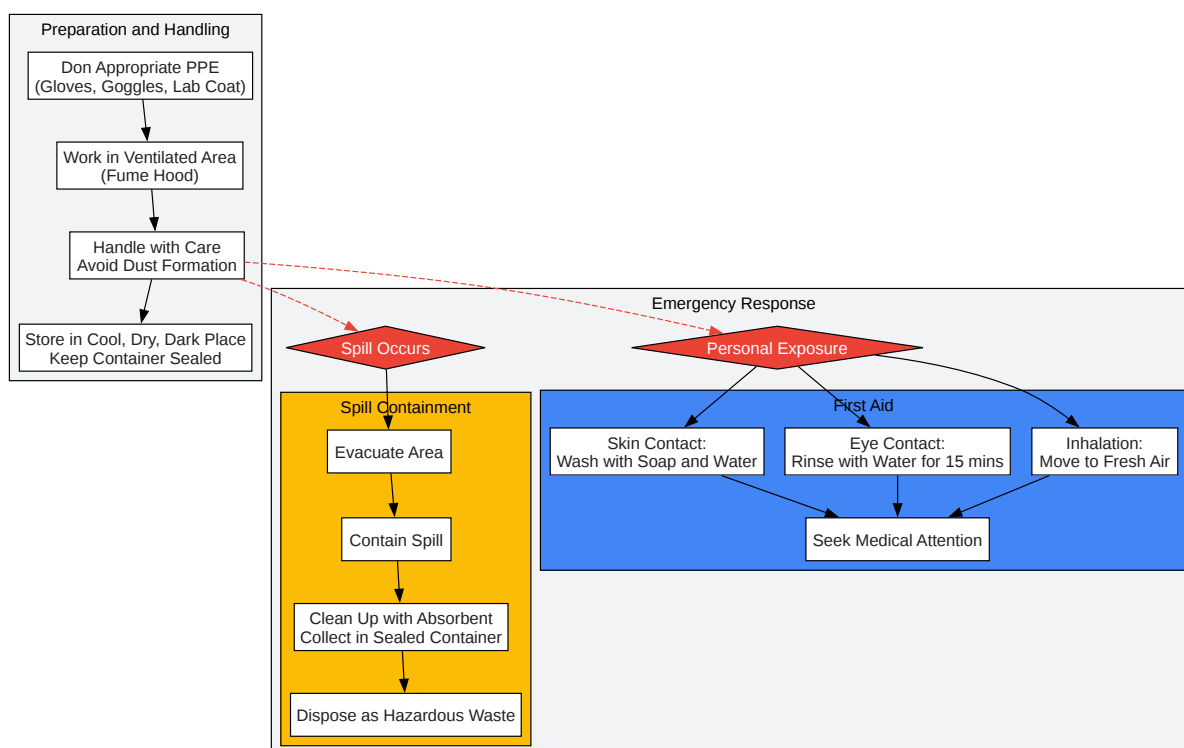 Preparation and Handling
Don Appropriate PPE
(Gloves, Goggles, Lab Coat)
Work in Ventilated Area
(Fume Hood)
Handle with Care
Avoid Dust Formation
Store in Cool, Dry, Dark Place
Keep Container Sealed
Emergency Response
Spill Occurs
Personal Exposure
Spill Containment
Evacuate Area
Contain Spill
Clean Up with Absorbent
Collect in Sealed Container
Dispose as Hazardous Waste
First Aid
Skin Contact:
Wash with Soap and Water
Eye Contact:
Rinse with Water for 15 mins
Inhalation:
Move to Fresh Air
Seek Medical Attention